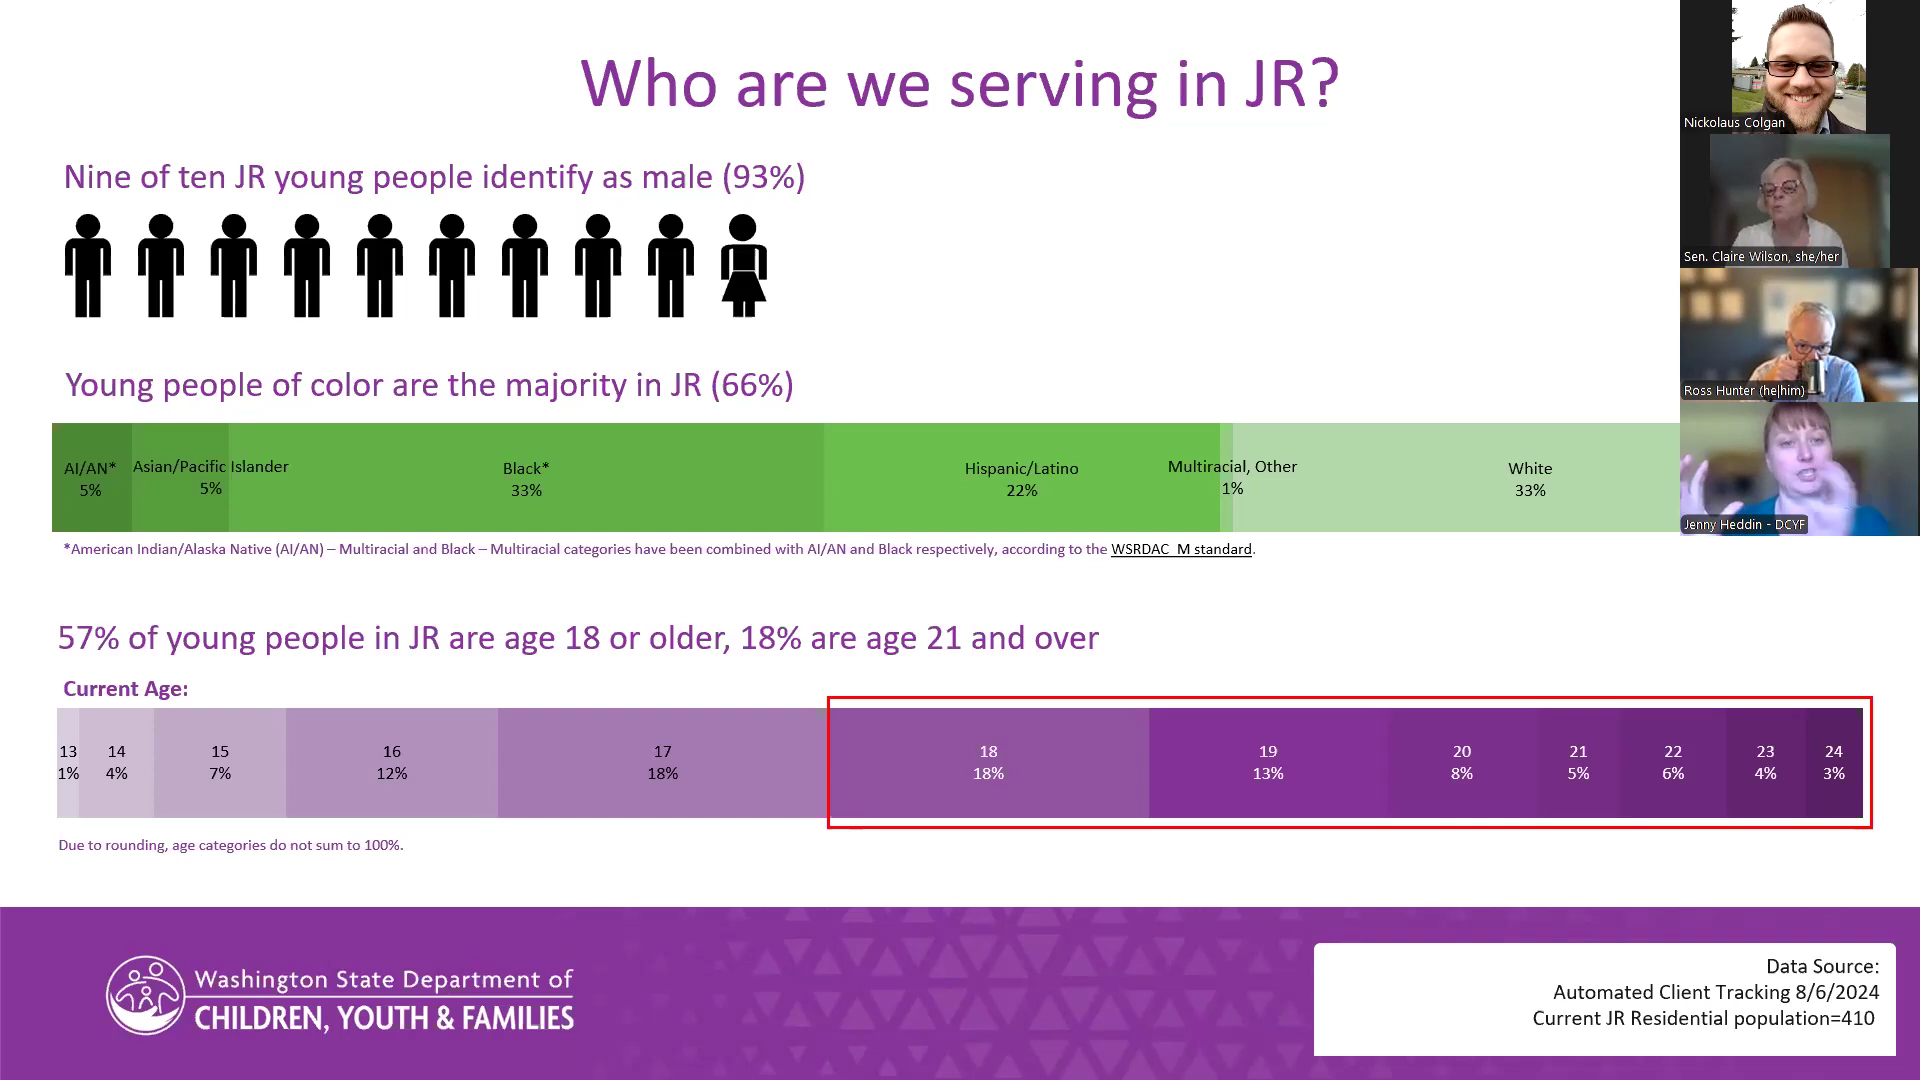 Who are we serving in JR?
Nine of ten JR young people identify as male (93%)
Young people of color are the majority in JR (66%)
AI/AN*
5%
Asian/Pacific Islander
5%
Black*
33%
Hispanic/Latino
22%
Multiracial, Other
1%
White
33%
*American Indian/Alaska Native (AI/AN) – Multiracial and Black – Multiracial categories have been combined with AI/AN and Black respectively, according to the WSRDAC_M standard.
57% of young people in JR are age 18 or older, 18% are age 21 and over
Current Age:
13
1%
14
4%
15
7%
16
12%
17
18%
18
18%
19
13%
20
8%
21
5%
22
6%
23
4%
24
3%
Due to rounding, age categories do not sum to 100%.
Washington State Department of
CHILDREN, YOUTH & FAMILIES
Data Source:
Automated Client Tracking 8/6/2024
Current JR Residential population=410
Nickolaus Colgan
Sen. Claire Wilson, she/her
Ross Hunter (he|him)
Jenny Heddin - DCYF